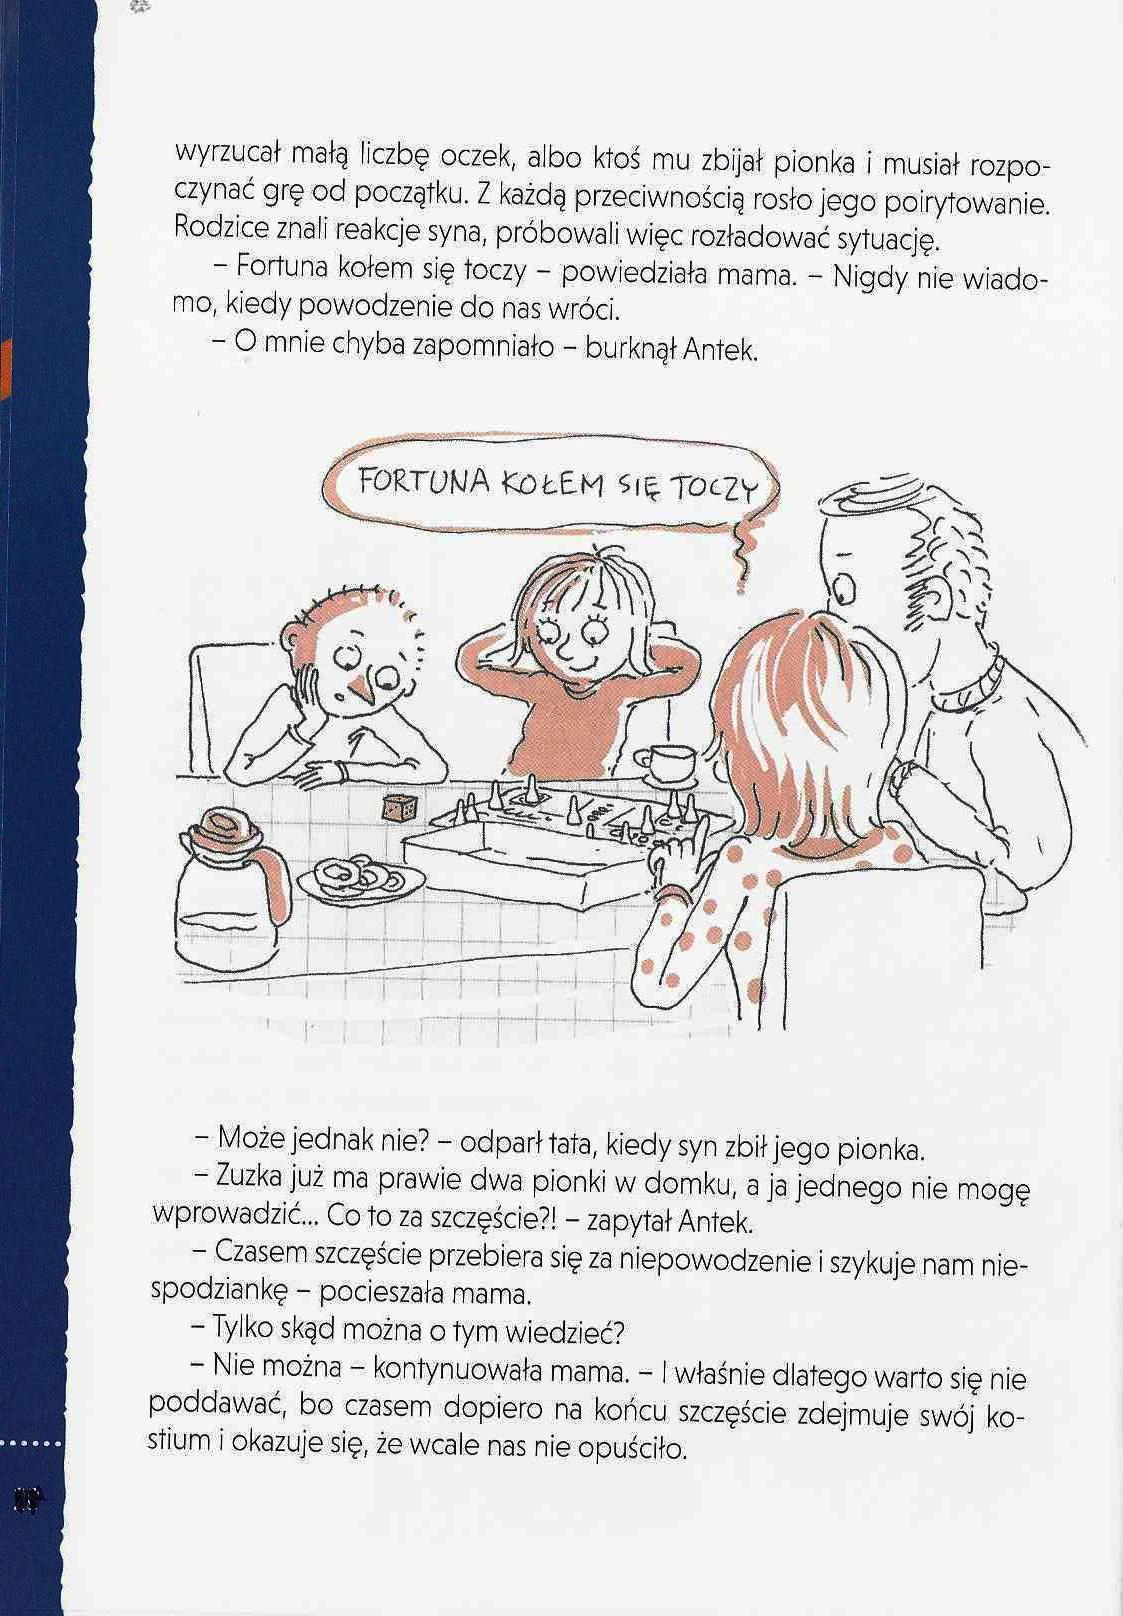 wyrzucał małą liczbę oczek, albo ktoś mu zbijał pionka i musiał rozpo-
czynać grę od początku. Z każdą przeciwnością rosło jego poirytowanie.
Rodzice znali reakcje syna, próbowali więc rozładować sytuację.
– Fortuna kołem się toczy – powiedziała mama. – Nigdy nie wiado-
mo, kiedy powodzenie do nas wróci.
– O mnie chyba zapomniało – burknął Antek.
FORTUNA KOŁEM SIĘ TOCZY
– Może jednak nie? – odparł tata, kiedy syn zbił jego pionka.
– Zuzka już ma prawie dwa pionki w domku, a ja jednego nie mogę
wprowadzić... Co to za szczęście?! – zapytał Antek.
– Czasem szczęście przebiera się za niepowodzenie i szykuje nam nie-
spodziankę – pocieszała mama.
– Tylko skąd można o tym wiedzieć?
– Nie można – kontynuowała mama. – I właśnie dlatego warto się nie
poddawać, bo czasem dopiero na końcu szczęście zdejmuje swój ko-
stium i okazuje się, że wcale nas nie opuściło.